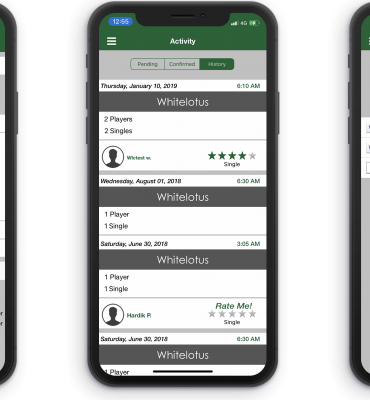 12:55
4G
Activity
Pending Confirmed History
Thursday, January 10, 2019 6:10 AM
Whitelotus
2 Players
2 Singles
Wletest w.
Single
Wednesday, August 01, 2018 6:30 AM
Whitelotus
1 Player
1 Single
Saturday, June 30, 2018 3:05 AM
Whitelotus
1 Player
1 Single
Hardik P.
Rate Me!
Single
Saturday, June 30, 2018 6:30 AM
Whitelotus
1 Player